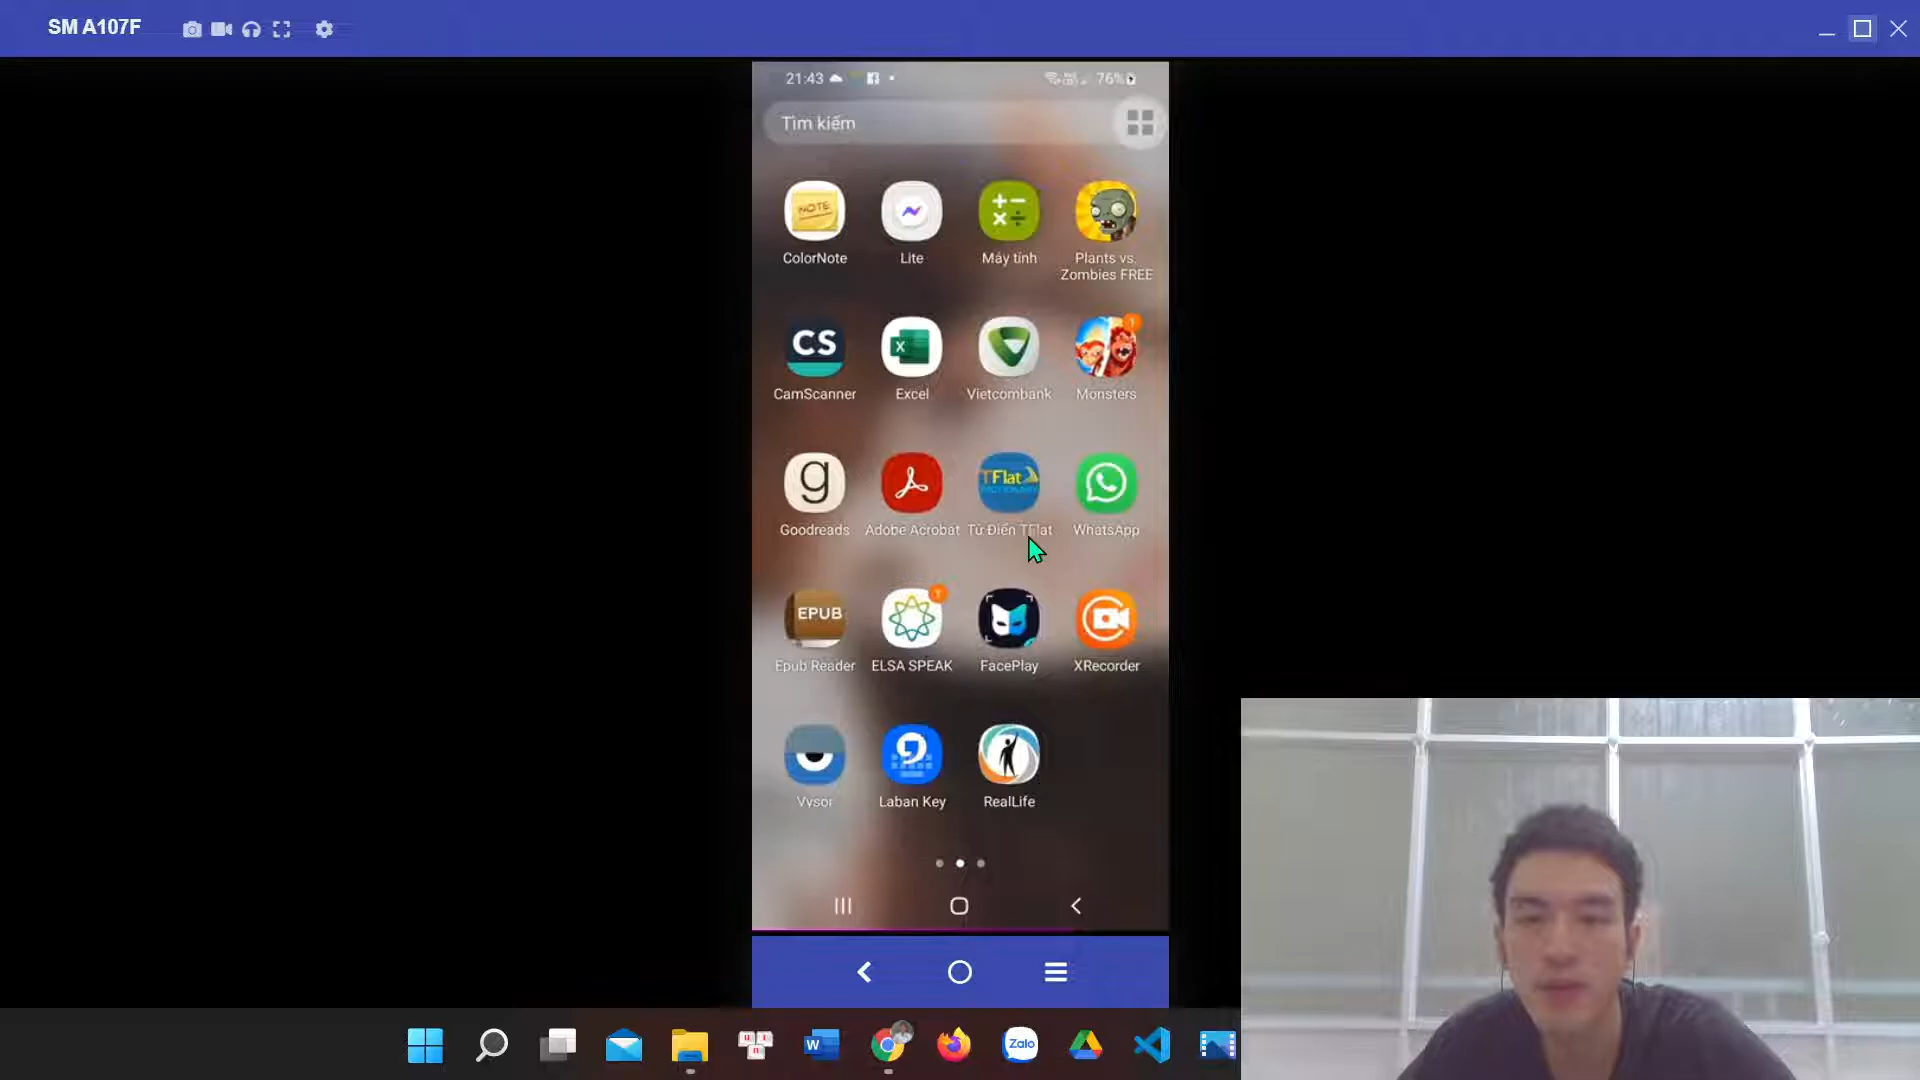 SM A107F
21:43
76%
Tìm kiếm
NOTE
ColorNote
Lite
Máy tính
Plants vs.
Zombies FREE
CS
CamScanner
Excel
Vietcombank
1
Monsters
g
Goodreads
Adobe Acrobat
TFlat
Từ Điển TFlat
WhatsApp
EPUB
Epub Reader
1
ELSA SPEAK
FacePlay
XRecorder
Vysor
Laban Key
RealLife
W
Zalo